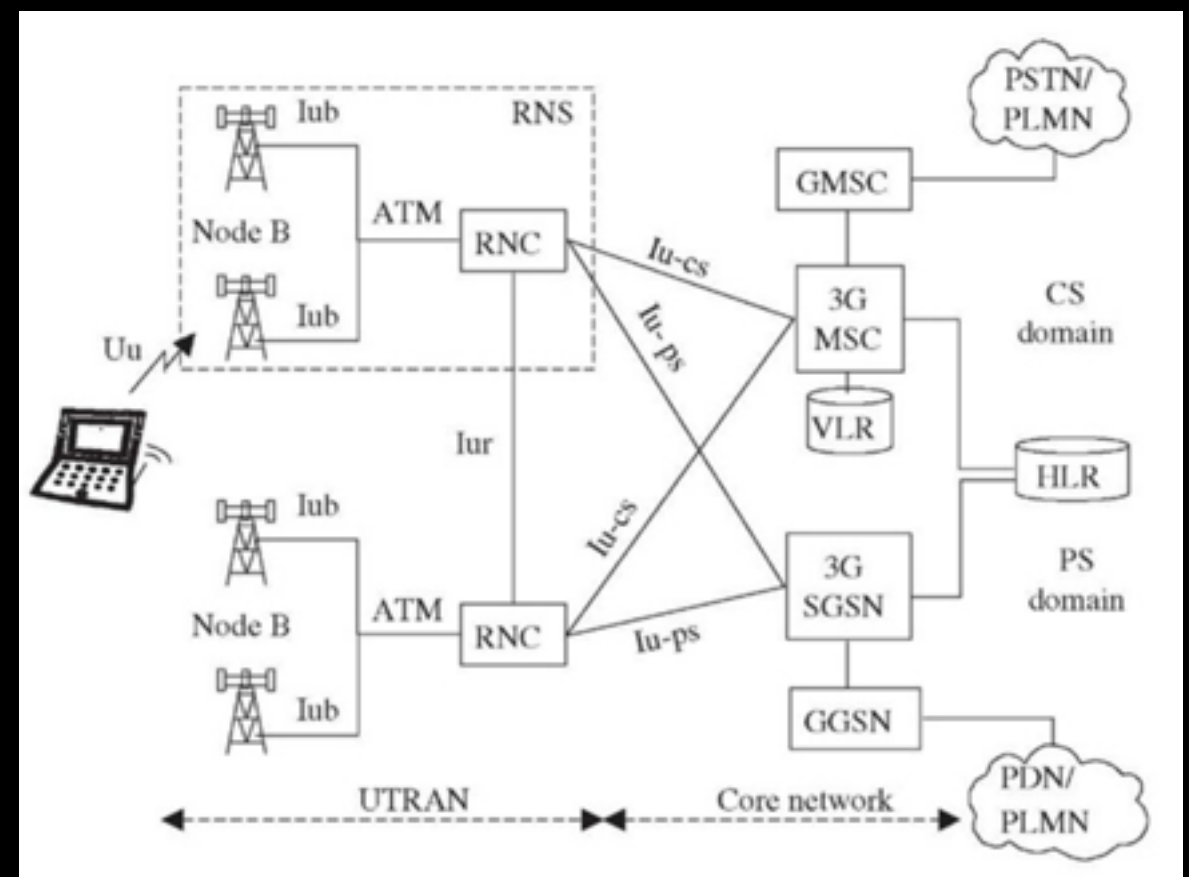 PSTN/
PLMN
Iub
RNS
GMSC
ATM
Node B
RNC
Iu-cs
3G
MSC
CS
domain
Iub
Uu
Iu- ps
VLR
Iur
HLR
Iub
Iu-cs
3G
SGSN
PS
domain
ATM
Node B
RNC
Iu-ps
Iub
GGSN
PDN/
PLMN
UTRAN
Core network